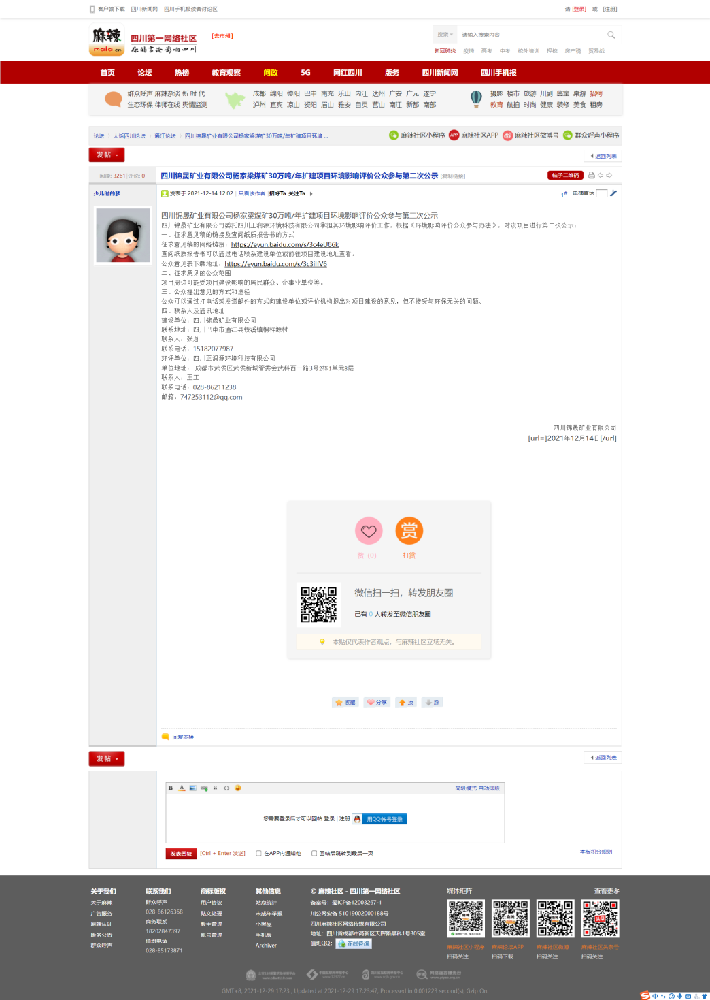 客户端下载 四川新闻网 四川手机报读者讨论区
请 [登录] 或 [注册]
麻辣
mala.cn
四川第一网络社区
你的言论影响四川
[去市州]
搜索
请输入搜索内容
新冠肺炎 疫情 高考 中考 校外培训 择校 房产税 贸易战
首页 论坛 热榜 教育观察 问政 5G 网红四川 版务 四川新闻网 四川手机报
群众呼声 麻辣杂谈 新 时 代
生态环保 律师在线 舆情监测
成都 绵阳 德阳 巴中 南充 乐山 内江 达州 广安 广元 遂宁
泸州 宜宾 凉山 资阳 眉山 雅安 自贡 营山 南江 新都 南部
摄影 楼市 旅游 川剧 鉴宝 桌游 招聘
教育 航拍 时尚 健康 装修 美食 租房
论坛 大话四川论坛 通江论坛 四川锦晟矿业有限公司杨家梁煤矿30万吨/年扩建项目环境 ...
麻辣社区小程序 麻辣社区APP 麻辣社区微博号 群众呼声小程序
发帖
返回列表
阅读: 3261 评论: 0
四川锦晟矿业有限公司杨家梁煤矿30万吨/年扩建项目环境影响评价公众参与第二次公示 [复制链接]
帖子二维码
少儿时的梦
发表于 2021-12-14 12:02 | 只看该作者 | 招呼Ta 关注Ta
1# 电梯直达
四川锦晟矿业有限公司杨家梁煤矿30万吨/年扩建项目环境影响评价公众参与第二次公示
四川锦晟矿业有限公司委托四川正润源环境科技有限公司承担其环境影响评价工作，根据《环境影响评价公众参与办法》，对该项目进行第二次公示：
一、征求意见稿的链接及查阅纸质报告书的方式
征求意见稿的网络链接：https://eyun.baidu.com/s/3c4eU86k
查阅纸质报告书可以通过电话联系建设单位或前往项目建设地址查看。
公众意见表下载地址：https://eyun.baidu.com/s/3c3iIfV6
二、征求意见的公众范围
项目周边可能受项目建设影响的居民群众、企事业单位等。
三、公众提出意见的方式和途径
公众可以通过打电话或发送邮件的方式向建设单位或评价机构提出对项目建设的意见，但不接受与环保无关的问题。
四、联系人及通讯地址
建设单位：四川锦晟矿业有限公司
联系地址：四川巴中市通江县铁溪镇桐梓塬村
联系人：张总
联系电话：15182077987
环评单位：四川正润源环境科技有限公司
单位地址： 成都市武侯区武侯新城管委会武科西一路3号2栋1单元8层
联系人：王工
联系电话：028-86211238
邮箱：747253112@qq.com
四川锦晟矿业有限公司
[url=]2021年12月14日[/url]
赏
赞 (0)
打赏
微信扫一扫，转发朋友圈
已有 0 人转发至微信朋友圈
本贴仅代表作者观点，与麻辣社区立场无关。
收藏 分享 顶 踩
回复本楼
发帖
返回列表
B A
高级模式 自动排版
您需要登录后才可以回帖 登录 | 注册 用QQ帐号登录
发表回复 [Ctrl + Enter 发送] 在APP内通知他 回帖后跳转到最后一页
本版积分规则
关于我们
关于麻辣
广告服务
麻辣认证
版务公告
群众呼声
联系我们
群众呼声
028-86126368
商务联系
18202847397
值班电话
028-85173871
商标版权
用户协议
贴文处理
版主管理
账号管理
其他信息
站点统计
未成年举报
小黑屋
手机版
Archiver
© 麻辣社区 - 四川第一网络社区
备案号：蜀ICP备12003267-1
川公网安备 51019002000188号
四川麻辣社区网络传媒有限公司
地址：四川省成都市高新区天晖路晶科1号305室
值班QQ： 在线咨询
媒体矩阵
查看更多
麻辣社区小程序 麻辣论坛APP 麻辣社区微博 麻辣社区头条号
扫码关注 扫码下载 扫码关注 扫码关注
GMT+8, 2021-12-29 17:23 , Updated at 2021-12-29 17:23:47, Processed in 0.001223 second(s), Gzip On.
中